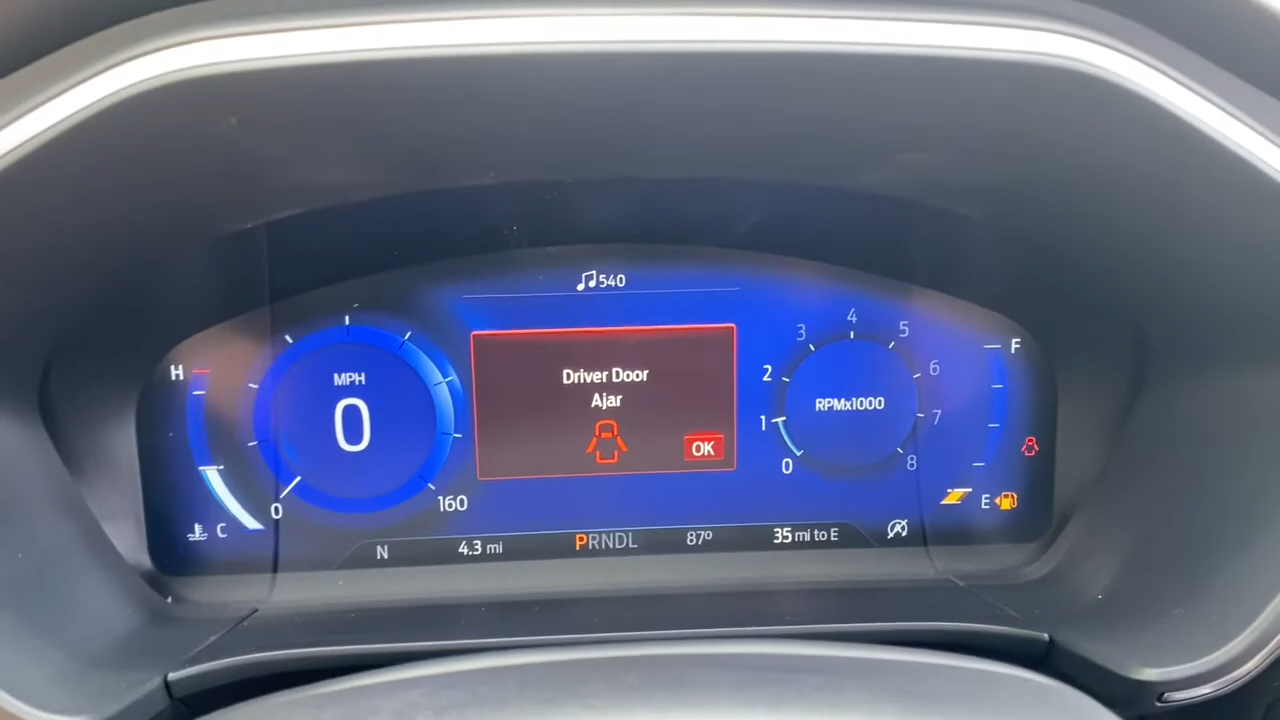 540
H
C
MPH
0
0
160
Driver Door
Ajar
OK
0
1
2
3
4
5
6
7
8
RPMx1000
F
E
N
4.3 mi
PRNDL
87°
35 mi to E